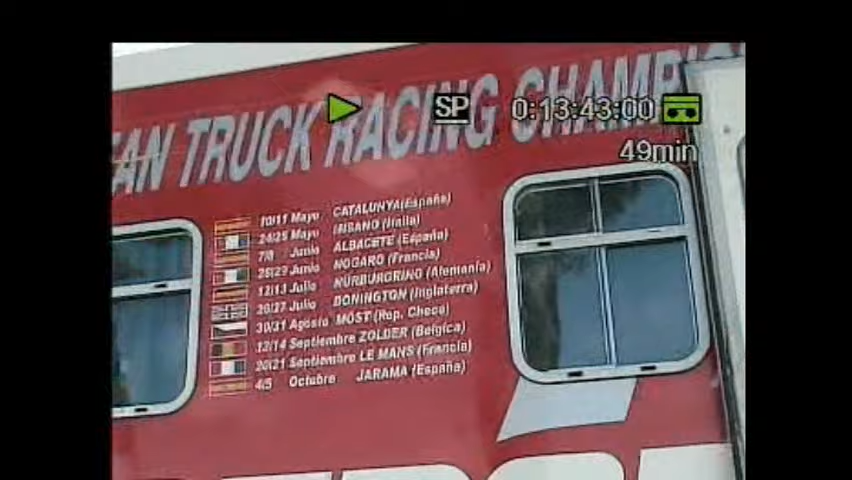 EAN TRUCK RACING CHAMPI
SP 0:13:43:00
49min
10/11 Mayo CATALUNYA (España)
24/25 Mayo MISANO (Italia)
7/8 Junio ALBACETE (España)
28/29 Junio NOGARO (Francia)
12/13 Julio NÜRBURGRING (Alemania)
26/27 Julio DONINGTON (Inglaterra)
30/31 Agosto MOST (Rep. Checa)
13/14 Septiembre ZOLDER (Belgica)
20/21 Septiembre LE MANS (Francia)
4/5 Octubre JARAMA (España)